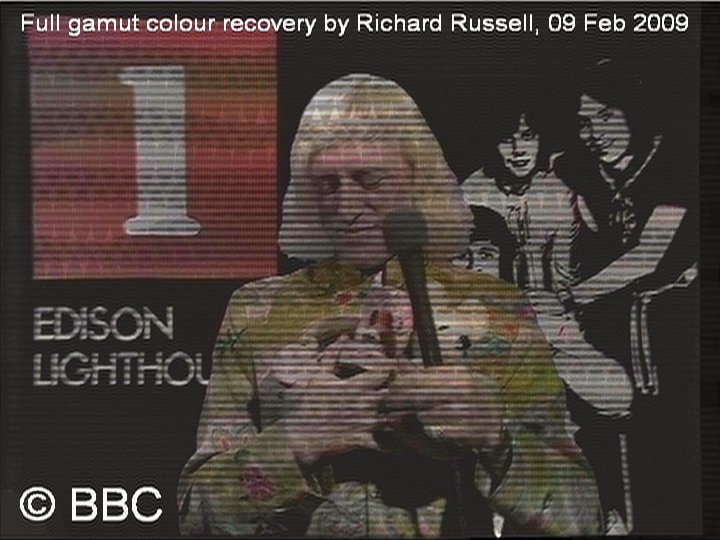 Full gamut colour recovery by Richard Russell, 09 Feb 2009
1
EDISON
LIGHTHOU
© BBC